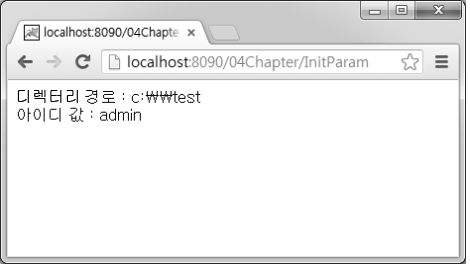 localhost:8090/04Chapte
localhost:8090/04Chapter/InitParam
디렉터리 경로 : c:₩₩test
아이디 값 : admin